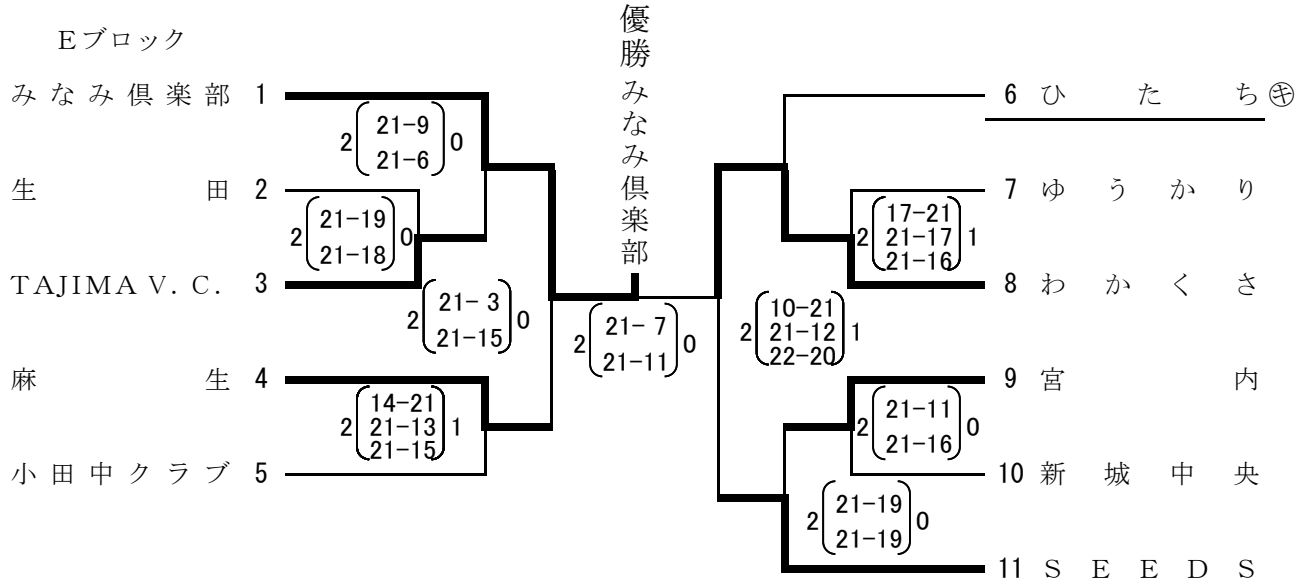 Eブロック
優勝みなみ倶楽部
みなみ倶楽部 1
2 21-9 0
21-6
生田 2
2 21-19 0
21-18
TAJIMA V. C. 3
2 21- 3 0
21-15
麻生 4
14-21
2 21-13 1
21-15
小田中クラブ 5
2 21- 7 0
21-11
6 ひたち ㋖
7 ゆうかり
17-21
2 21-17 1
21-16
8 わかくさ
10-21
2 21-12 1
22-20
9 宮内
2 21-11 0
21-16
10 新城中央
2 21-19 0
21-19
11 SEEDS